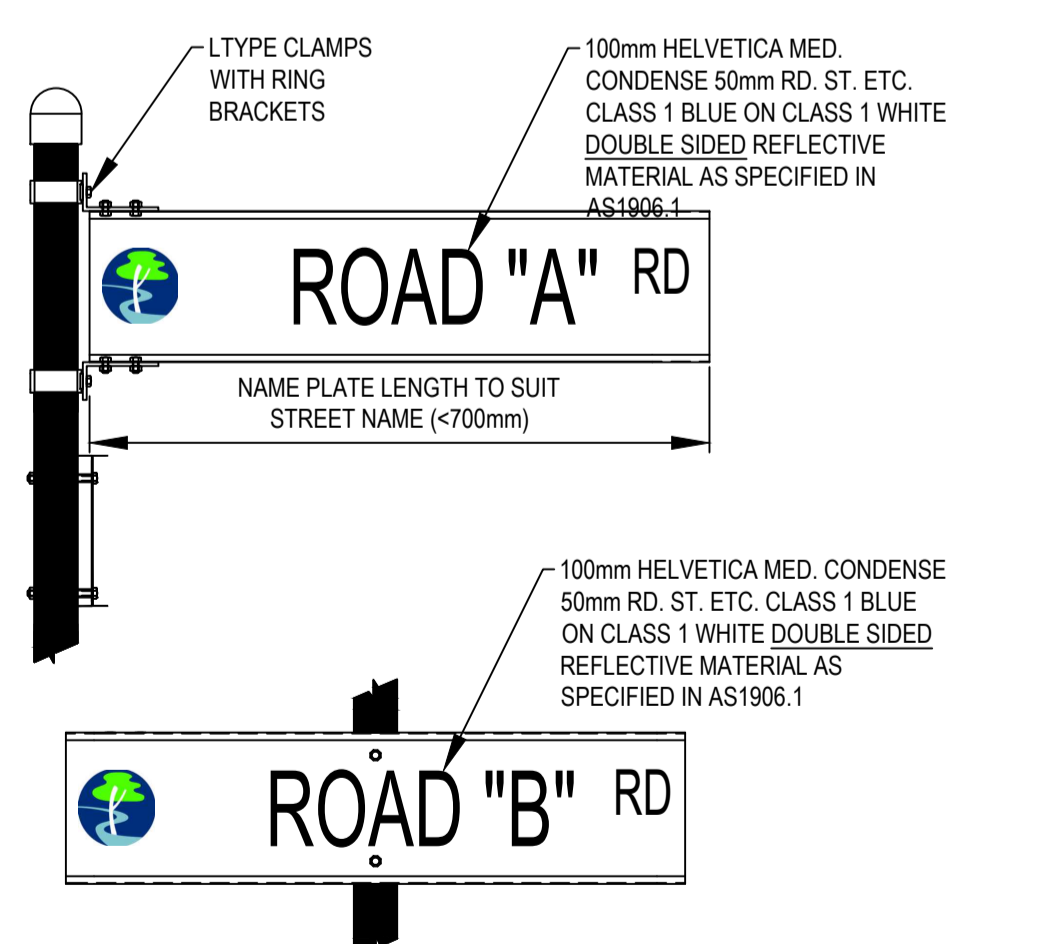 LTYPE CLAMPS
WITH RING
BRACKETS
100mm HELVETICA MED.
CONDENSE 50mm RD. ST. ETC.
CLASS 1 BLUE ON CLASS 1 WHITE
DOUBLE SIDED REFLECTIVE
MATERIAL AS SPECIFIED IN
AS1906.1
ROAD "A" RD
NAME PLATE LENGTH TO SUIT
STREET NAME (<700mm)
100mm HELVETICA MED. CONDENSE
50mm RD. ST. ETC. CLASS 1 BLUE
ON CLASS 1 WHITE DOUBLE SIDED
REFLECTIVE MATERIAL AS
SPECIFIED IN AS1906.1
ROAD "B" RD